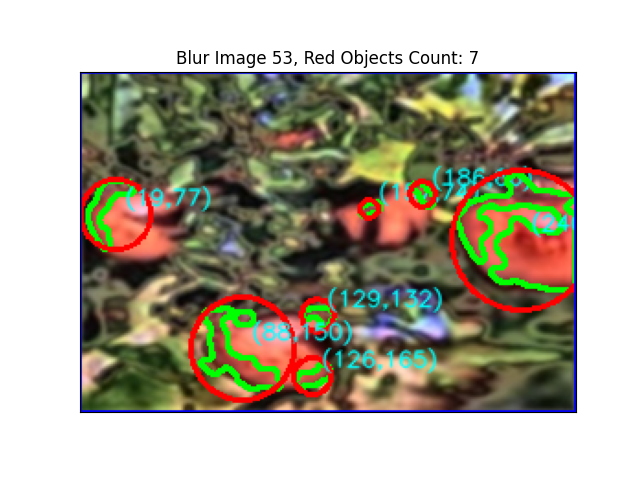 Blur Image 53, Red Objects Count: 7
(19,77)
(129,132)
(88,150)
(126,165)